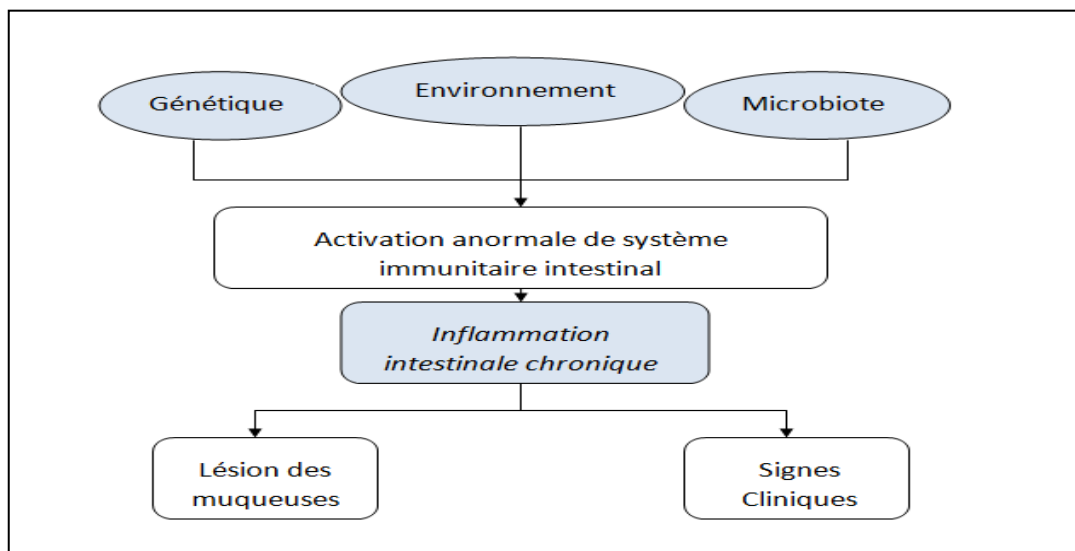 Génétique
Environnement
Microbiote
Activation anormale de système
immunitaire intestinal
Inflammation
intestinale chronique
Lésion des
muqueuses
Signes
Cliniques